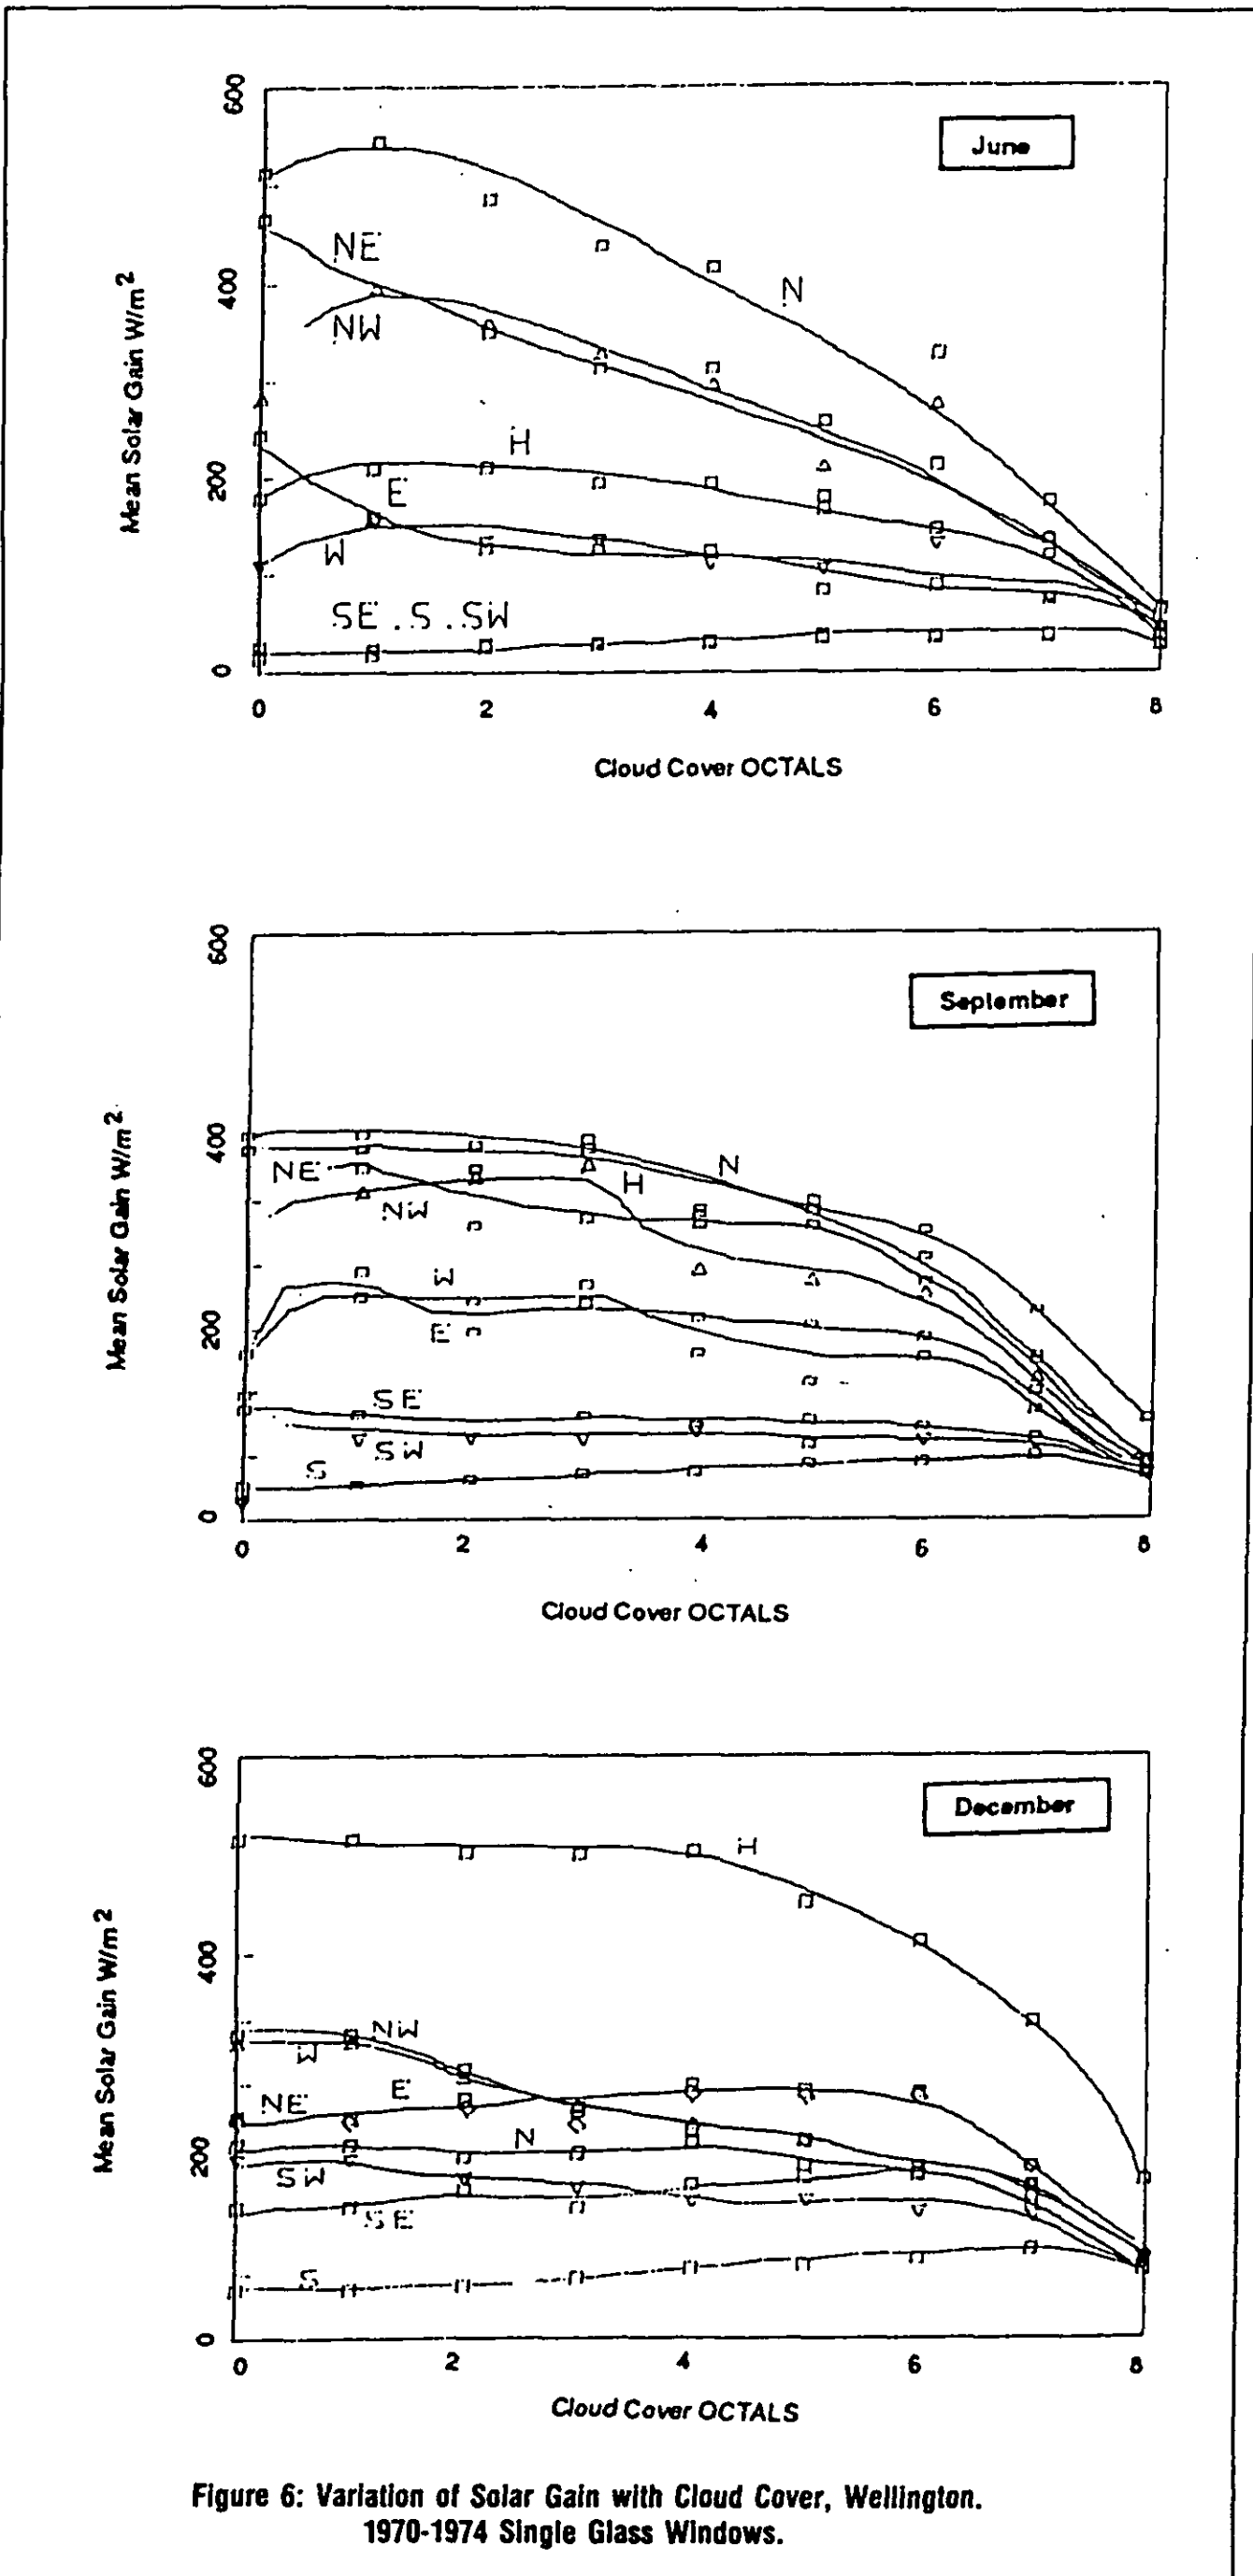 600
June
NE
N
400
Mean Solar Gain W/m2
NW
H
200
E
W
SE . S . SW
0
0 2 4 6 8
Cloud Cover OCTALS
600
September
400
Mean Solar Gain W/m2
N
NE
H
NW
W
200
E
SE
SW
S
0
0 2 4 6 8
Cloud Cover OCTALS
600
December
H
400
Mean Solar Gain W/m2
NW
W
E
NE
N
200
SW
SE
S
0
0 2 4 6 8
Cloud Cover OCTALS
Figure 6: Variation of Solar Gain with Cloud Cover, Wellington.
1970-1974 Single Glass Windows.